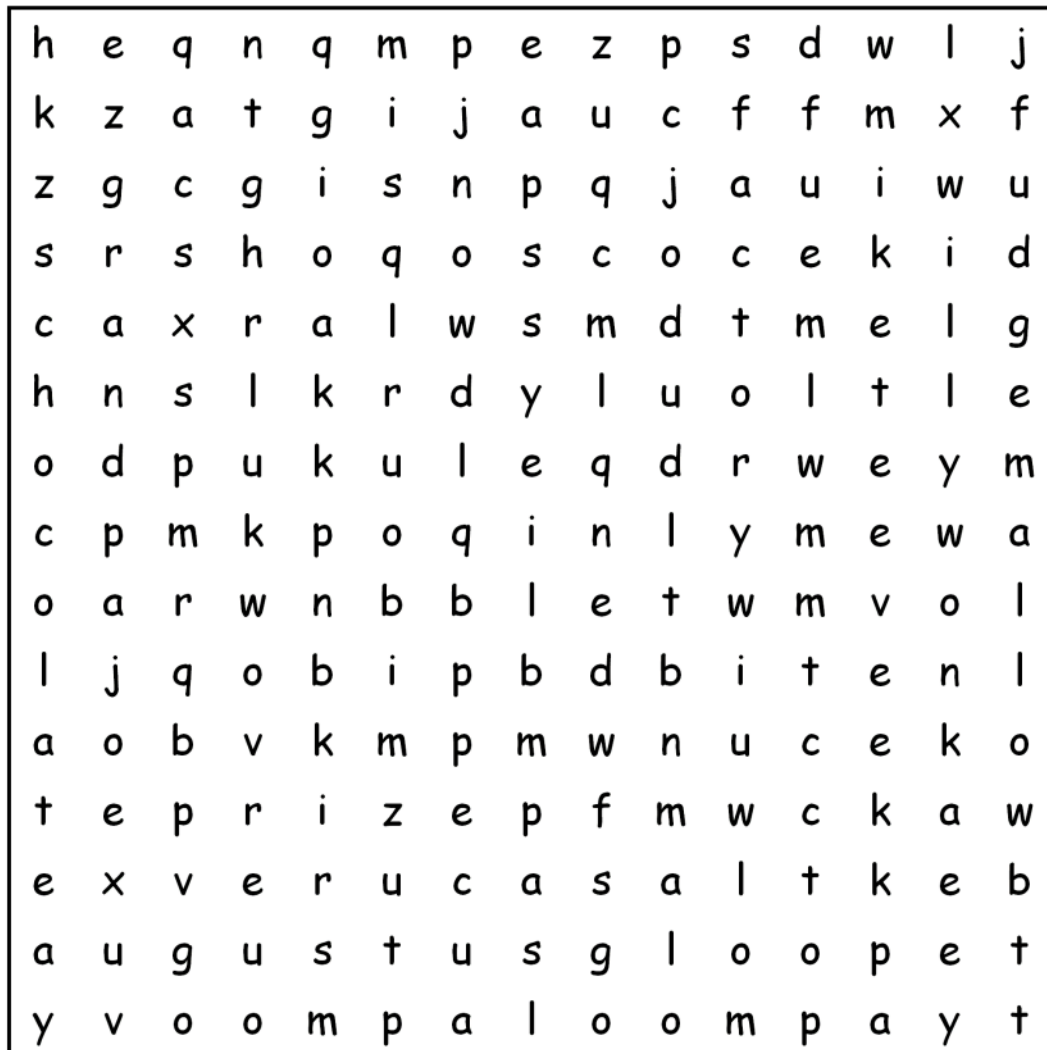 h e q n q m p e z p s d w l j
k z a t g i j a u c f f m x f
z g c g i s n p q j a u i w u
s r s h o q o s c o c e k i d
c a x r a l w s m d t m e l g
h n s l k r d y l u o l t l e
o d p u k u l e q d r w e y m
c p m k p o q i n l y m e w a
o a r w n b b l e t w m v o l
l j q o b i p b d b i t e n l
a o b v k m p m w n u c e k o
t e p r i z e p f m w c k a w
e x v e r u c a s a l t k e b
a u g u s t u s g l o o p e t
y v o o m p a l o o m p a y t